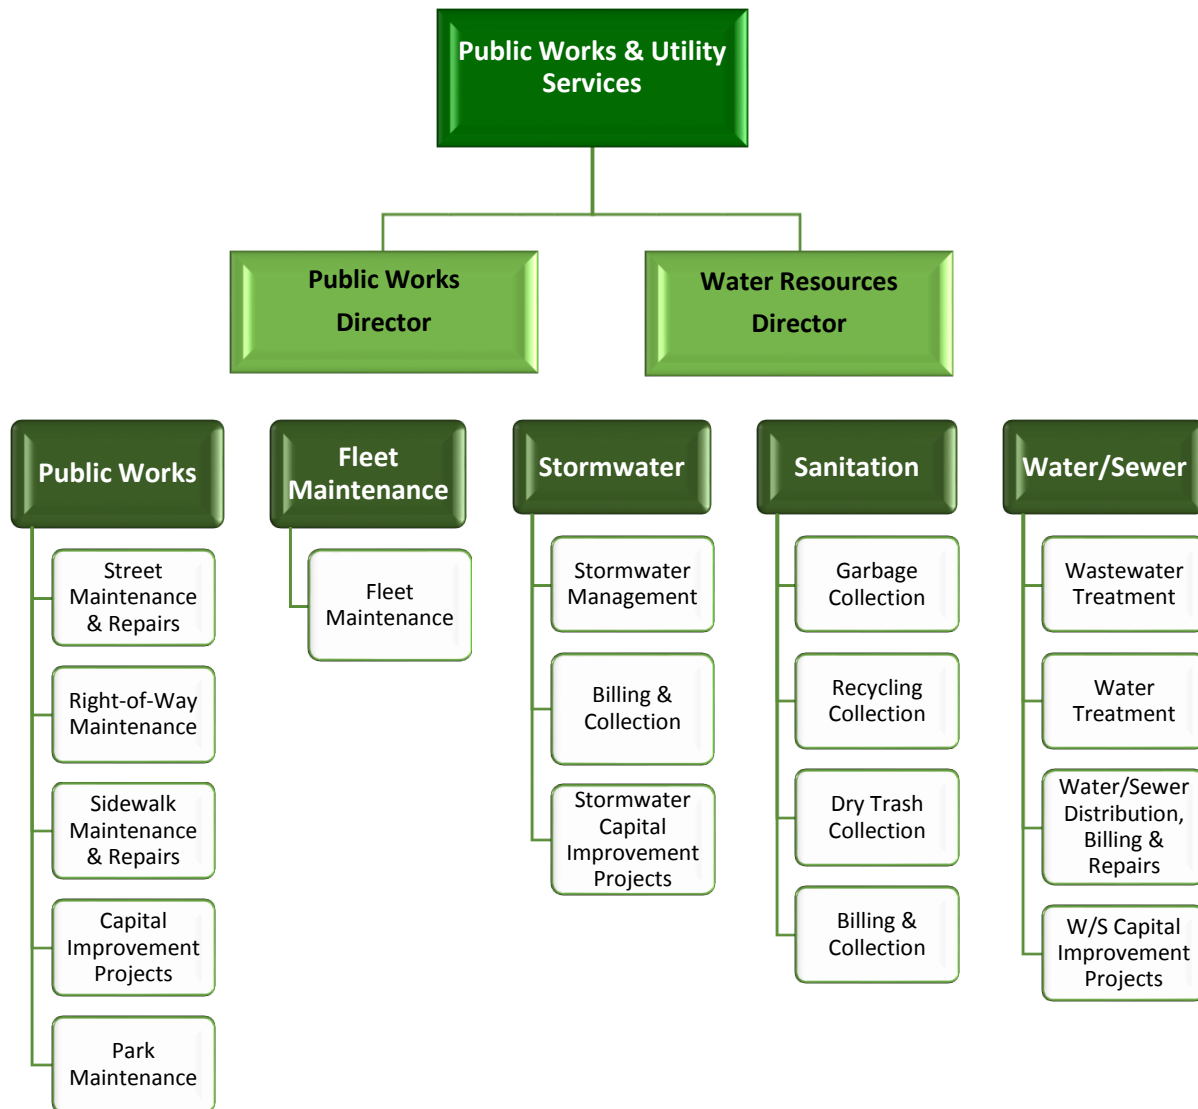 Public Works & Utility
Services
Public Works
Director
Water Resources
Director
Public Works
Fleet
Maintenance
Stormwater
Sanitation
Water/Sewer
Street
Maintenance
& Repairs
Right-of-Way
Maintenance
Sidewalk
Maintenance
& Repairs
Capital
Improvement
Projects
Park
Maintenance
Fleet
Maintenance
Stormwater
Management
Billing &
Collection
Stormwater
Capital
Improvement
Projects
Garbage
Collection
Recycling
Collection
Dry Trash
Collection
Billing &
Collection
Wastewater
Treatment
Water
Treatment
Water/Sewer
Distribution,
Billing &
Repairs
W/S Capital
Improvement
Projects